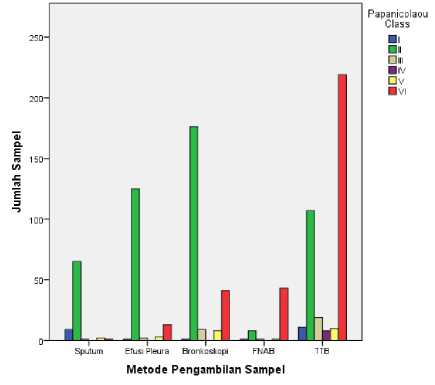 Papanicolaou
Class
I
II
III
IV
V
VI
Jumlah Sampel
250
200
150
100
50
0
Sputum Efusi Pleura Bronkoskopi FNAB TTB
Metode Pengambilan Sampel